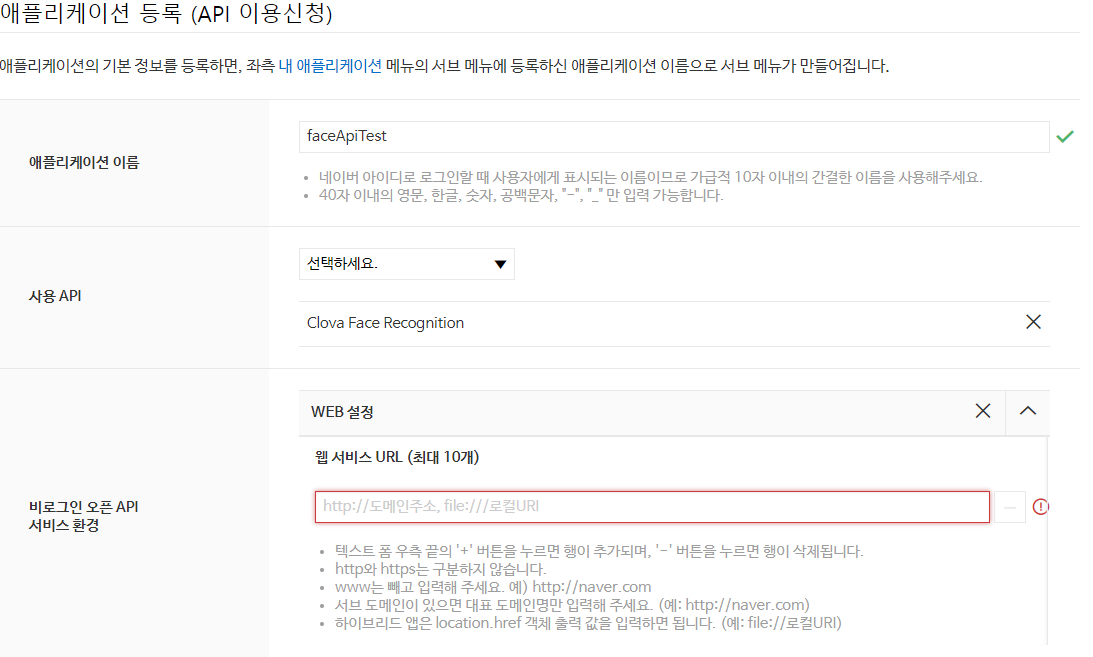 애플리케이션 등록 (API 이용신청)
애플리케이션의 기본 정보를 등록하면, 좌측 내 애플리케이션 메뉴의 서브 메뉴에 등록하신 애플리케이션 이름으로 서브 메뉴가 만들어집니다.
애플리케이션 이름
faceApiTest
네이버 아이디로 로그인할 때 사용자에게 표시되는 이름이므로 가급적 10자 이내의 간결한 이름을 사용해주세요.
40자 이내의 영문, 한글, 숫자, 공백문자, "-", "_" 만 입력 가능합니다.
사용 API
선택하세요.
Clova Face Recognition
비로그인 오픈 API
서비스 환경
WEB 설정
웹 서비스 URL (최대 10개)
http://도메인주소, file:///로컬URI
텍스트 폼 우측 끝의 '+' 버튼을 누르면 행이 추가되며, '-' 버튼을 누르면 행이 삭제됩니다.
http와 https는 구분하지 않습니다.
www는 빼고 입력해 주세요. 예) http://naver.com
서브 도메인이 있으면 대표 도메인명만 입력해 주세요. (예: http://naver.com)
하이브리드 앱은 location.href 객체 출력 값을 입력하면 됩니다. (예: file://로컬URI)